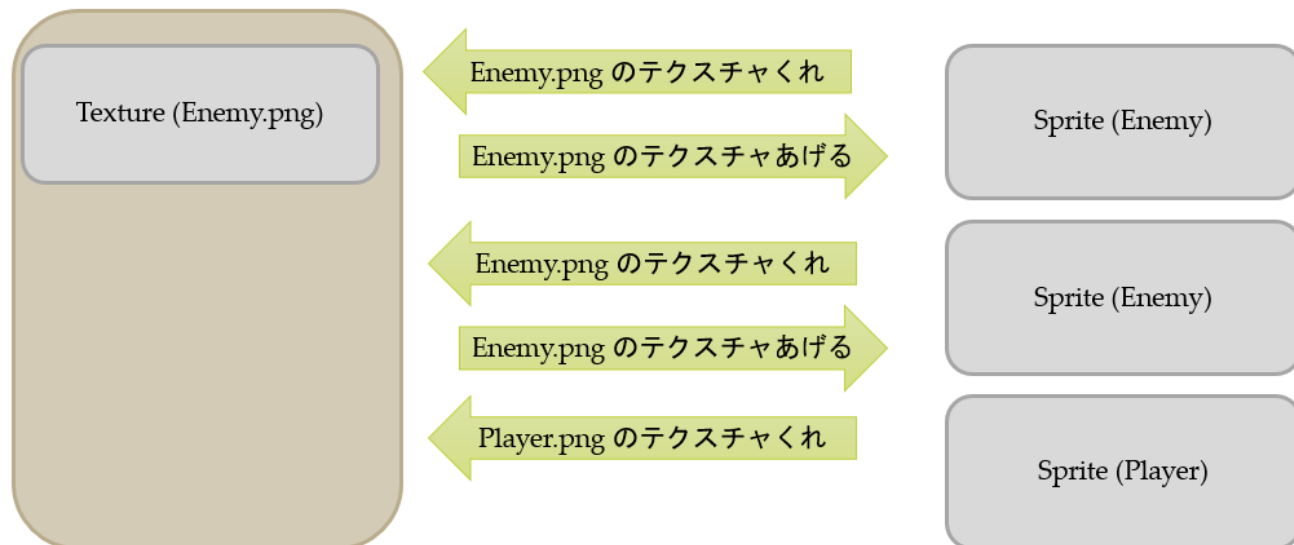 Texture (Enemy.png)
Enemy.png のテクスチャくれ
Enemy.png のテクスチャあげる
Sprite (Enemy)
Enemy.png のテクスチャくれ
Enemy.png のテクスチャあげる
Sprite (Enemy)
Player.png のテクスチャくれ
Sprite (Player)